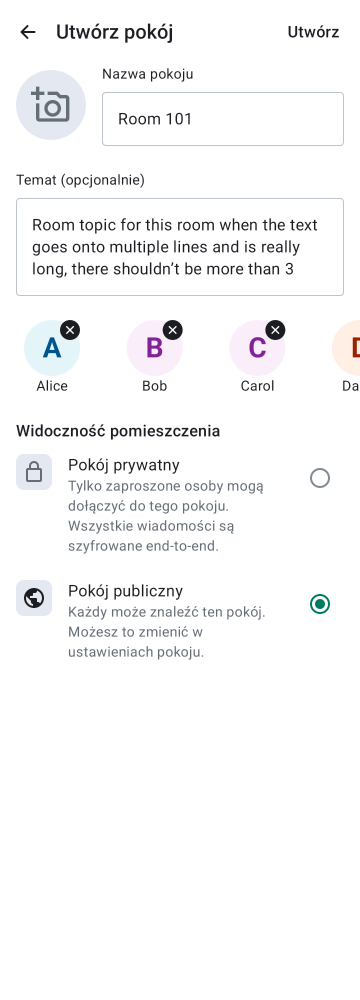 Utwórz pokój
Utwórz
Nazwa pokoju
Room 101
Temat (opcjonalnie)
Room topic for this room when the text
goes onto multiple lines and is really
long, there shouldn’t be more than 3
A
B
C
Alice
Bob
Carol
Da
Widoczność pomieszczenia
Pokój prywatny
Tylko zaproszone osoby mogą
dołączyć do tego pokoju.
Wszystkie wiadomości są
szyfrowane end-to-end.
Pokój publiczny
Każdy może znaleźć ten pokój.
Możesz to zmienić w
ustawieniach pokoju.